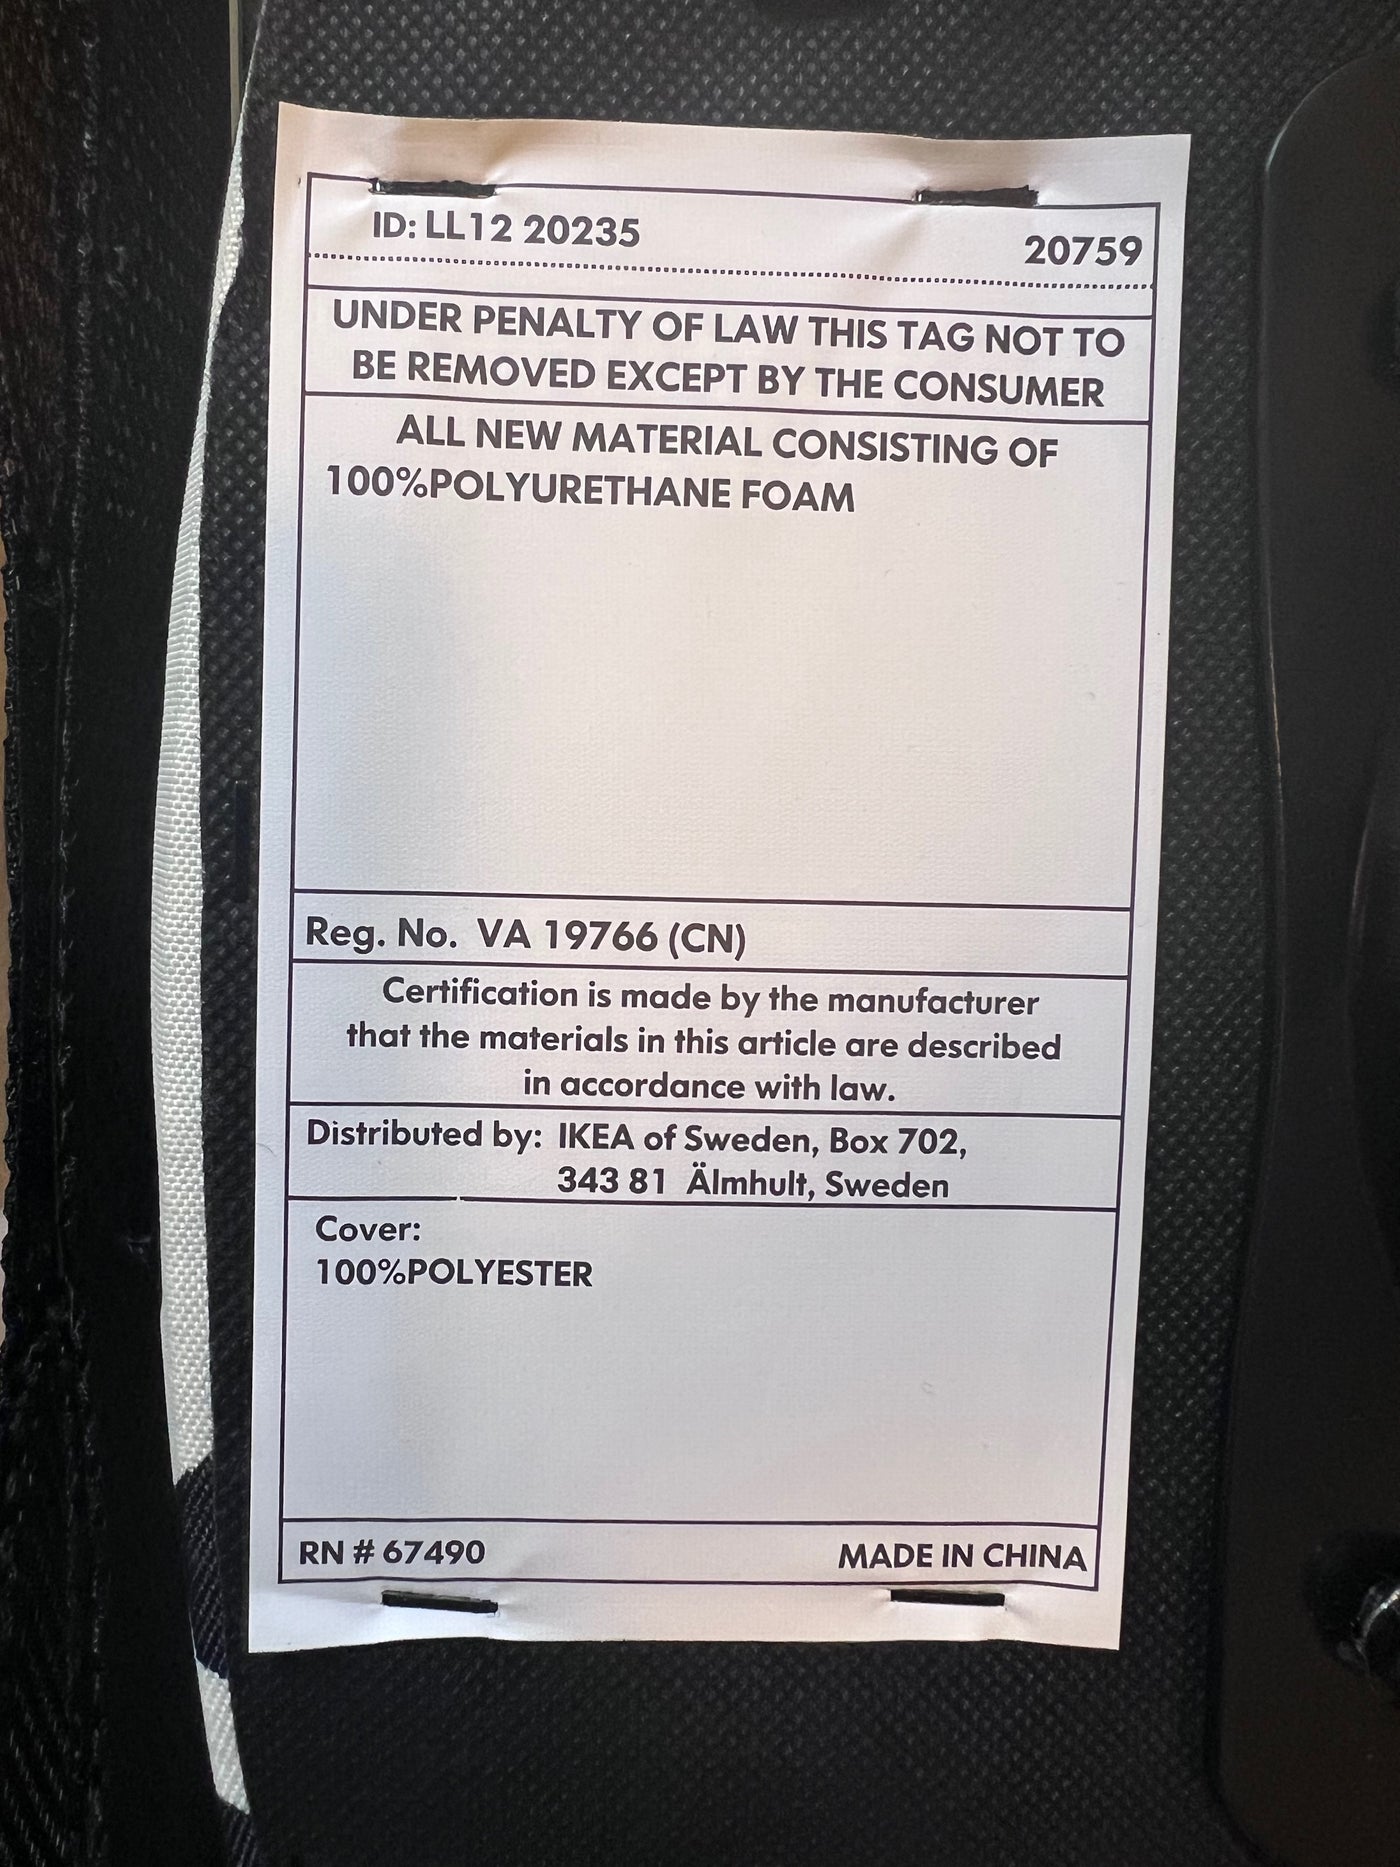 ID: LL12 20235
20759
UNDER PENALTY OF LAW THIS TAG NOT TO
BE REMOVED EXCEPT BY THE CONSUMER
ALL NEW MATERIAL CONSISTING OF
100%POLYURETHANE FOAM
Reg. No. VA 19766 (CN)
Certification is made by the manufacturer
that the materials in this article are described
in accordance with law.
Distributed by: IKEA of Sweden, Box 702,
343 81 Älmhult, Sweden
Cover:
100%POLYESTER
RN # 67490
MADE IN CHINA